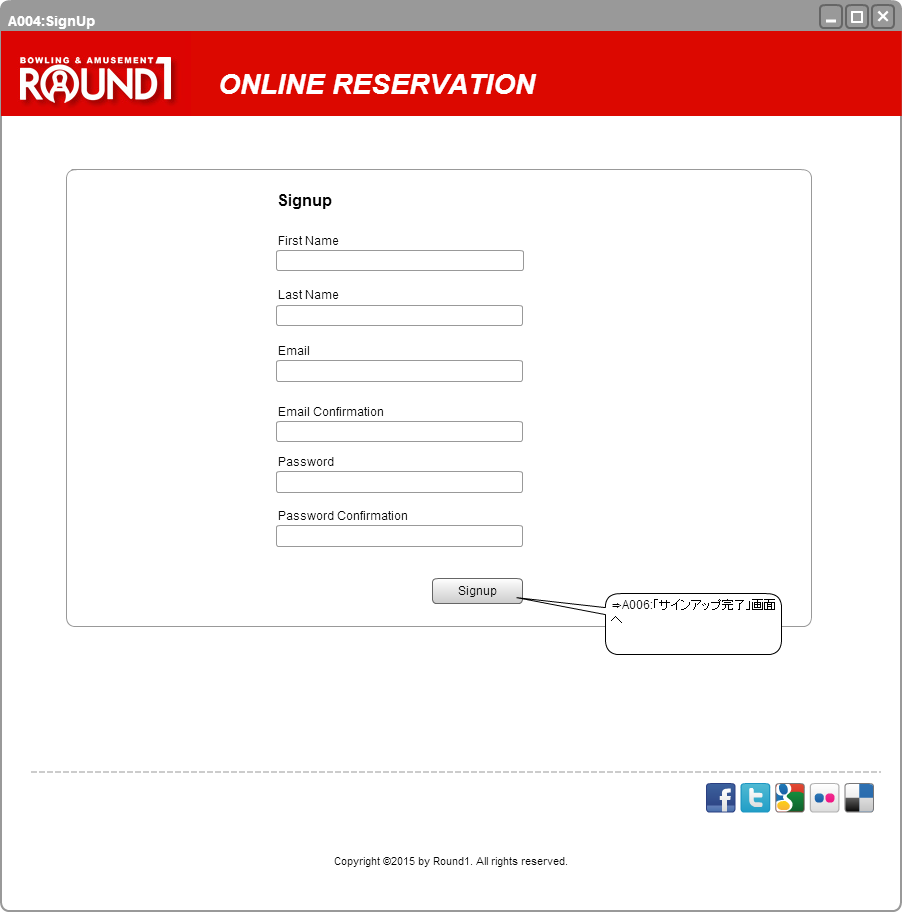 A004:SignUp
BOWLING & AMUSEMENT
ROUND1
ONLINE RESERVATION
Signup
First Name
Last Name
Email
Email Confirmation
Password
Password Confirmation
Signup
⇒A006:「サインアップ完了」画面
へ
Copyright ©2015 by Round1. All rights reserved.